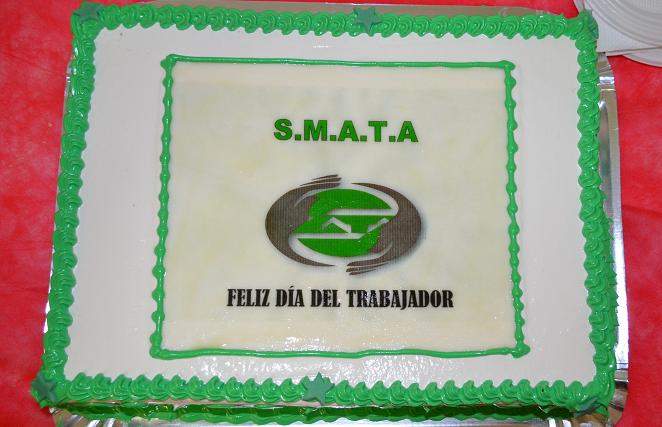 S.M.A.T.A
FELIZ DÍA DEL TRABAJADOR